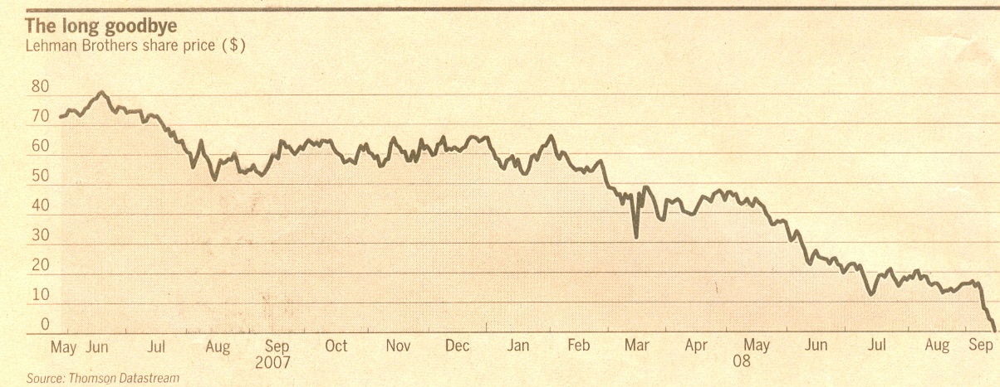 The long goodbye
Lehman Brothers share price ($)
80
70
60
50
40
30
20
10
0
May Jun Jul Aug Sep Oct Nov Dec Jan Feb Mar Apr May Jun Jul Aug Sep
2007 08
Source: Thomson Datastream